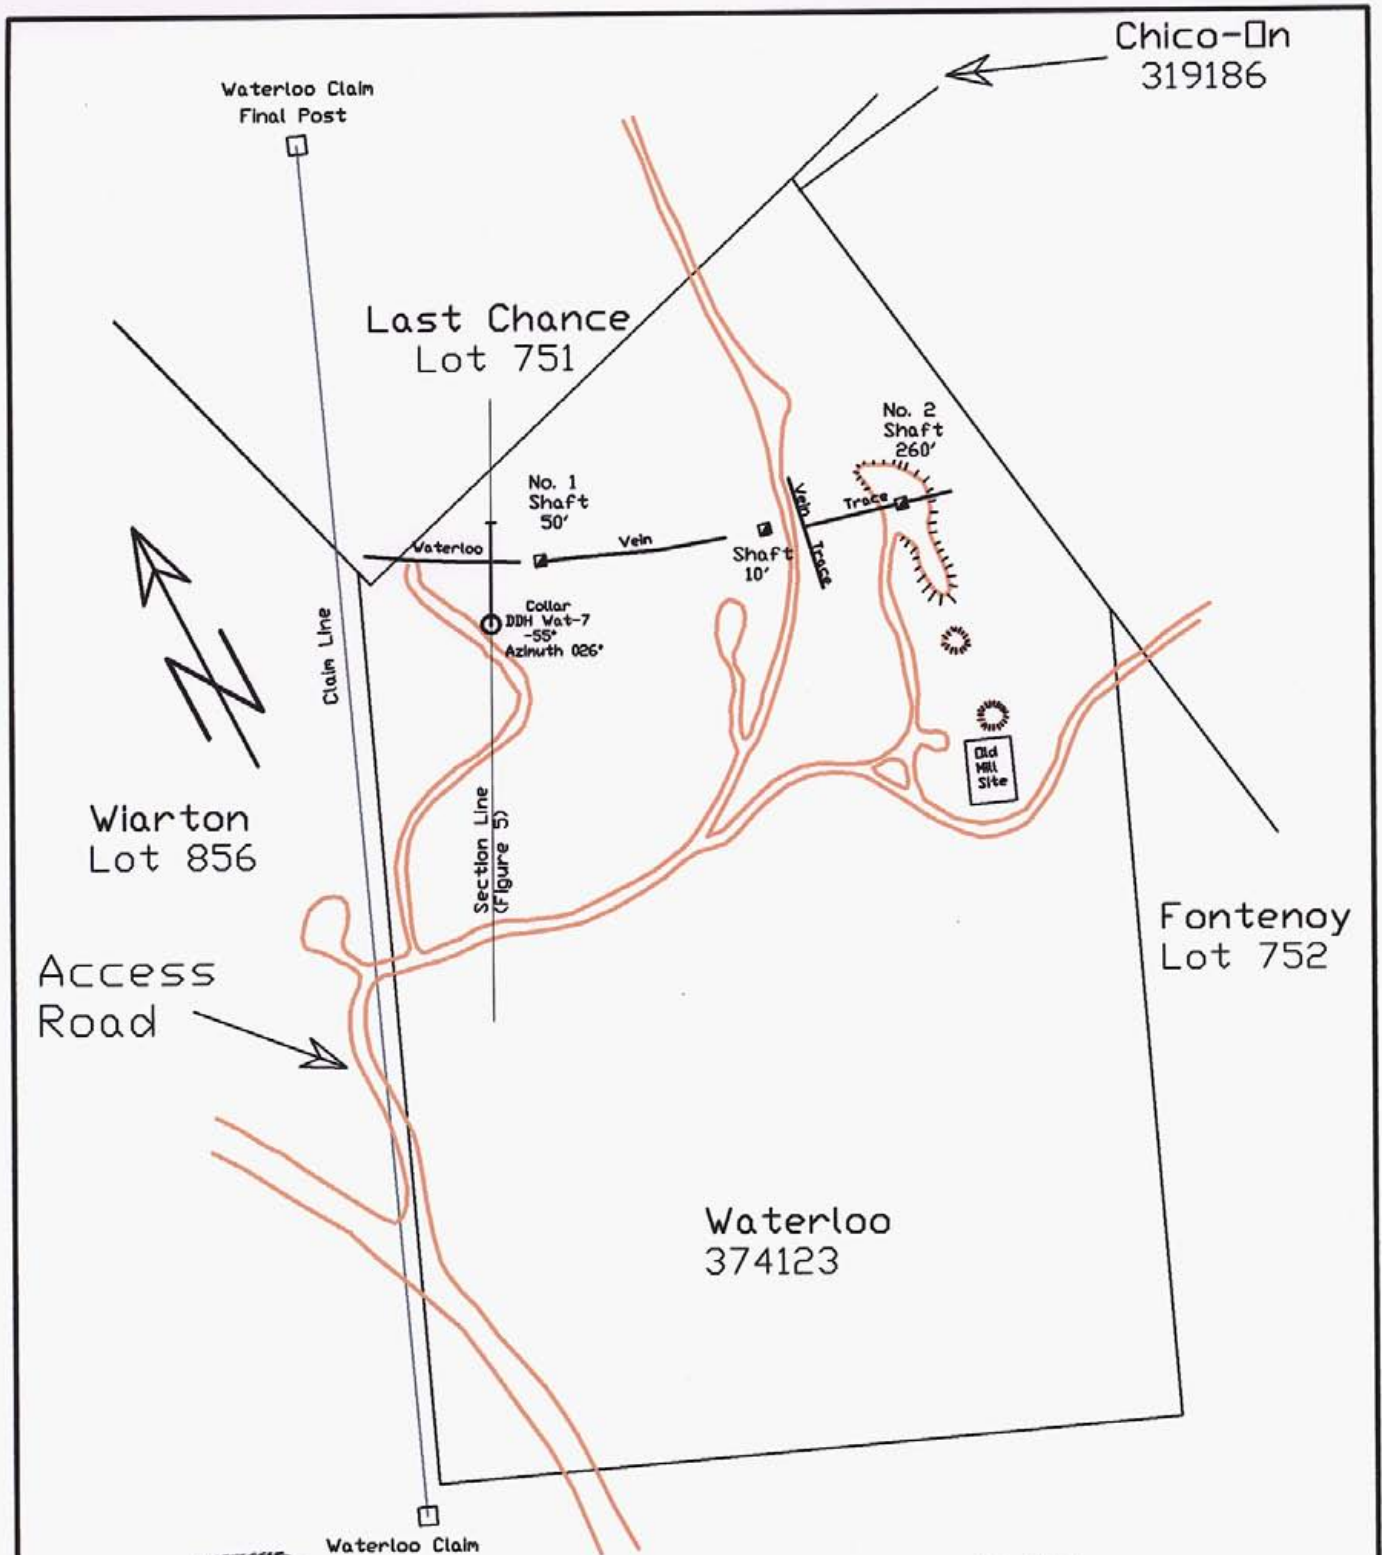 Chico-On
319186
Waterloo Claim
Final Post
Last Chance
Lot 751
No. 2
Shaft
260'
No. 1
Shaft
50'
Waterloo
Vein
Shaft
10'
Vein
Trace
Trace
Collar
DDH Wat-7
-55°
Azimuth 026°
Claim Line
N
Old
Mill
Site
Wiarton
Lot 856
Section Line
(Figure 5)
Fontenoy
Lot 752
Access
Road
Waterloo
374123
Waterloo Claim